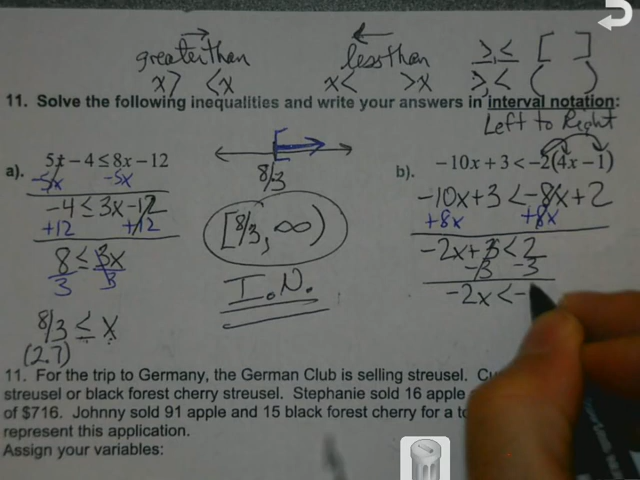 greater than
x> <x
less than
x< >x
≥, ≤ [ ]
>, < ( )
11. Solve the following inequalities and write your answers in interval notation:
Left to Right
a). 5x − 4 ≤ 8x − 12
-5x -5x
-4 ≤ 3x -12
+12 +12
8 ≤ 3x
3 3
8/3 ≤ x
(2.7)
8/3
[8/3, ∞)
I.N.
b). −10x + 3 < −2(4x − 1)
-10x+3 < -8x+2
+8x +8x
-2x+3 < 2
-3 -3
-2x < -
11. For the trip to Germany, the German Club is selling streusel.
streusel or black forest cherry streusel. Stephanie sold 16 apple
of $716. Johnny sold 91 apple and 15 black forest cherry for a
represent this application.
Assign your variables: